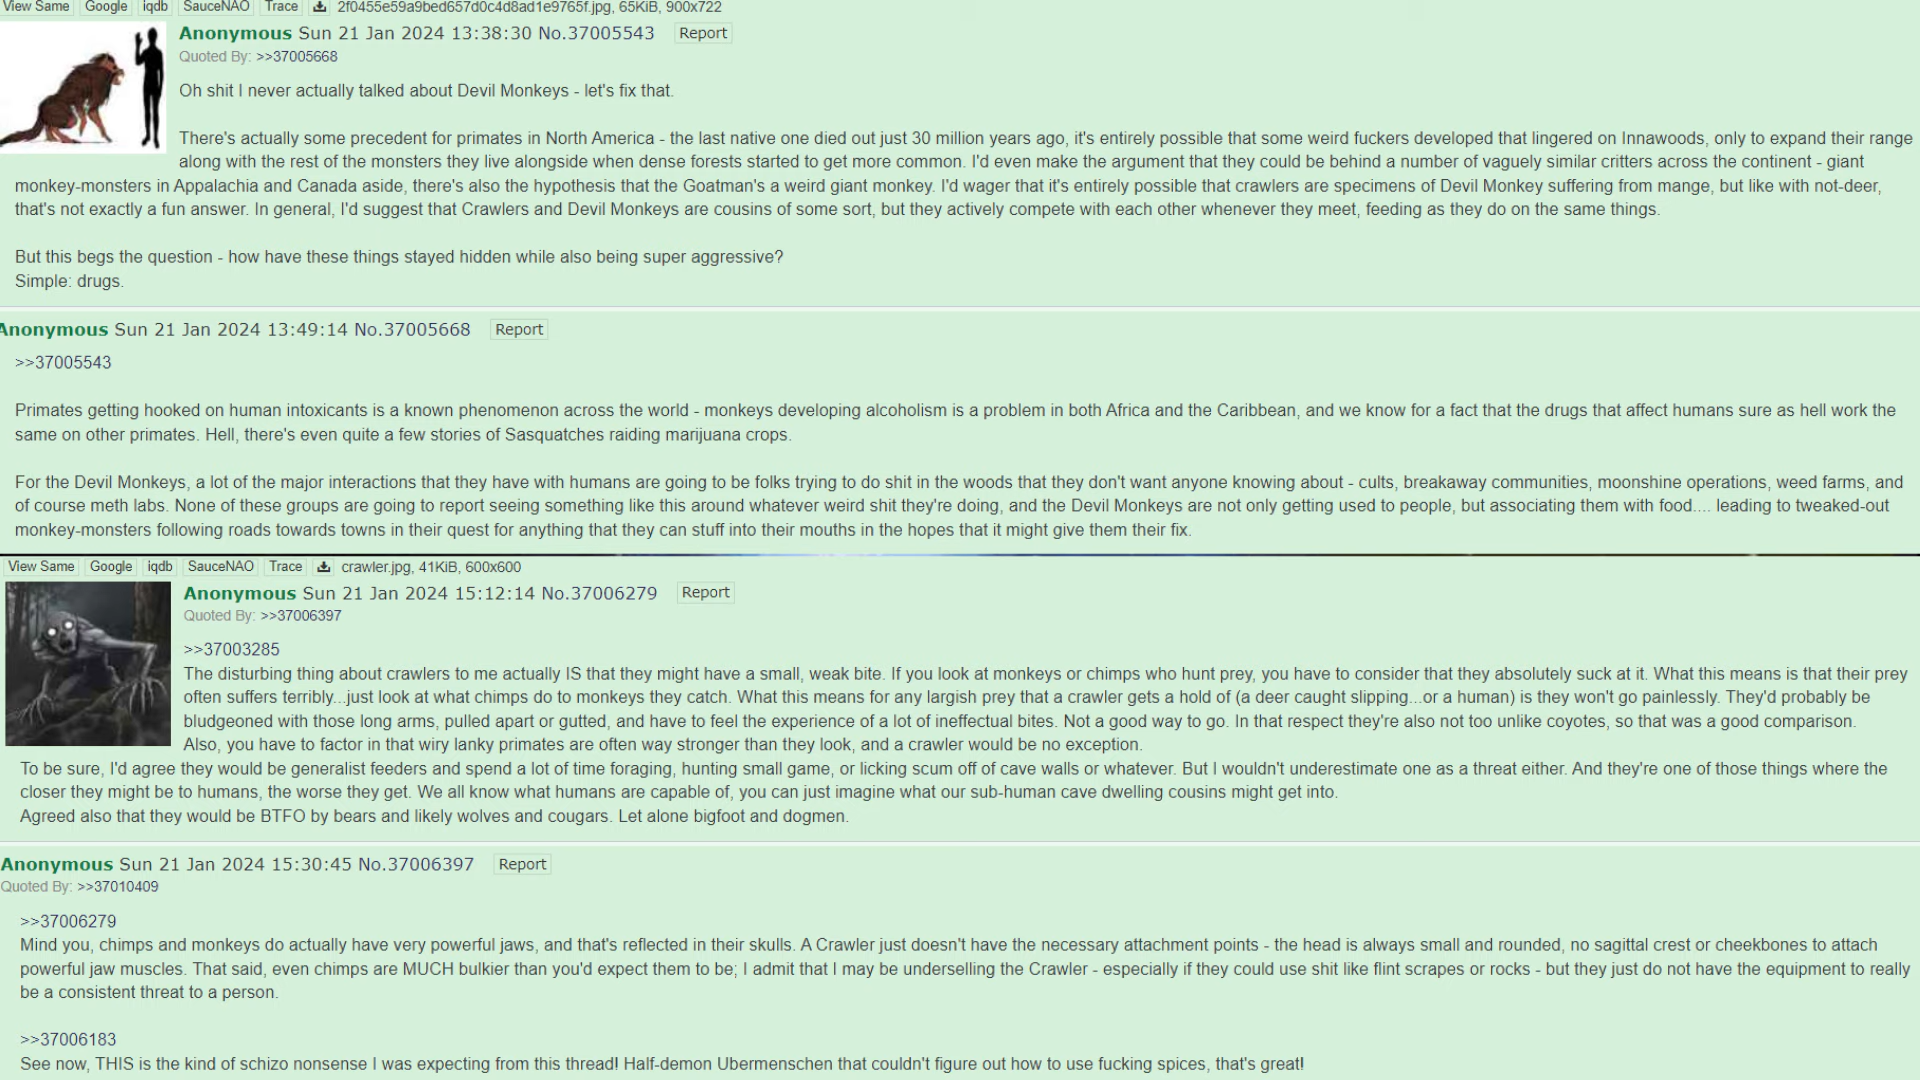 View Same Google iqdb SauceNAO Trace 2f0455e59a9bed657d0c4d8ad1e9765f.jpg, 65KiB, 900x722
Anonymous Sun 21 Jan 2024 13:38:30 No.37005543 Report
Quoted By: >>37005668
Oh shit I never actually talked about Devil Monkeys - let's fix that.
There's actually some precedent for primates in North America - the last native one died out just 30 million years ago, it's entirely possible that some weird fuckers developed that lingered on Innawoods, only to expand their range
along with the rest of the monsters they live alongside when dense forests started to get more common. I'd even make the argument that they could be behind a number of vaguely similar critters across the continent - giant
monkey-monsters in Appalachia and Canada aside, there's also the hypothesis that the Goatman's a weird giant monkey. I'd wager that it's entirely possible that crawlers are specimens of Devil Monkey suffering from mange, but like with not-deer,
that's not exactly a fun answer. In general, I'd suggest that Crawlers and Devil Monkeys are cousins of some sort, but they actively compete with each other whenever they meet, feeding as they do on the same things.
But this begs the question - how have these things stayed hidden while also being super aggressive?
Simple: drugs.
Anonymous Sun 21 Jan 2024 13:49:14 No.37005668 Report
>>37005543
Primates getting hooked on human intoxicants is a known phenomenon across the world - monkeys developing alcoholism is a problem in both Africa and the Caribbean, and we know for a fact that the drugs that affect humans sure as hell work the
same on other primates. Hell, there's even quite a few stories of Sasquatches raiding marijuana crops.
For the Devil Monkeys, a lot of the major interactions that they have with humans are going to be folks trying to do shit in the woods that they don't want anyone knowing about - cults, breakaway communities, moonshine operations, weed farms, and
of course meth labs. None of these groups are going to report seeing something like this around whatever weird shit they're doing, and the Devil Monkeys are not only getting used to people, but associating them with food.... leading to tweaked-out
monkey-monsters following roads towards towns in their quest for anything that they can stuff into their mouths in the hopes that it might give them their fix.
View Same Google iqdb SauceNAO Trace crawler.jpg, 41KiB, 600x600
Anonymous Sun 21 Jan 2024 15:12:14 No.37006279 Report
Quoted By: >>37006397
>>37003285
The disturbing thing about crawlers to me actually IS that they might have a small, weak bite. If you look at monkeys or chimps who hunt prey, you have to consider that they absolutely suck at it. What this means is that their prey
often suffers terribly...just look at what chimps do to monkeys they catch. What this means for any largish prey that a crawler gets a hold of (a deer caught slipping...or a human) is they won't go painlessly. They'd probably be
bludgeoned with those long arms, pulled apart or gutted, and have to feel the experience of a lot of ineffectual bites. Not a good way to go. In that respect they're also not too unlike coyotes, so that was a good comparison.
Also, you have to factor in that wiry lanky primates are often way stronger than they look, and a crawler would be no exception.
To be sure, I'd agree they would be generalist feeders and spend a lot of time foraging, hunting small game, or licking scum off of cave walls or whatever. But I wouldn't underestimate one as a threat either. And they're one of those things where the
closer they might be to humans, the worse they get. We all know what humans are capable of, you can just imagine what our sub-human cave dwelling cousins might get into.
Agreed also that they would be BTFO by bears and likely wolves and cougars. Let alone bigfoot and dogmen.
Anonymous Sun 21 Jan 2024 15:30:45 No.37006397 Report
Quoted By: >>37010409
>>37006279
Mind you, chimps and monkeys do actually have very powerful jaws, and that's reflected in their skulls. A Crawler just doesn't have the necessary attachment points - the head is always small and rounded, no sagittal crest or cheekbones to attach
powerful jaw muscles. That said, even chimps are MUCH bulkier than you'd expect them to be; I admit that I may be underselling the Crawler - especially if they could use shit like flint scrapes or rocks - but they just do not have the equipment to really
be a consistent threat to a person.
>>37006183
See now, THIS is the kind of schizo nonsense I was expecting from this thread! Half-demon Ubermenschen that couldn't figure out how to use fucking spices, that's great!